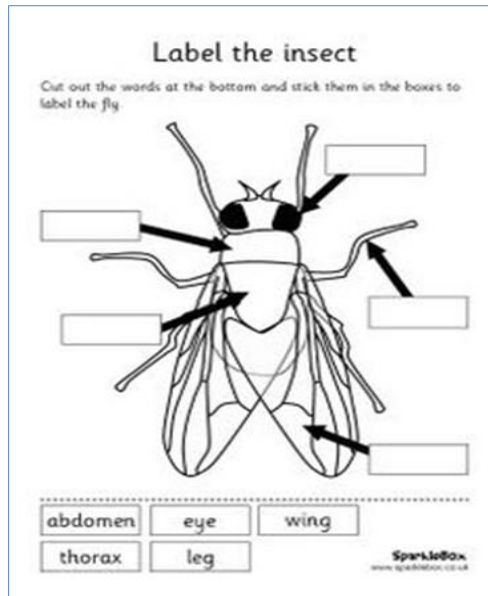 Label the insect
Cut out the words at the bottom and stick them in the boxes to
label the fly.
abdomen eye wing
thorax leg
SparkleBox
www.sparklebox.co.uk